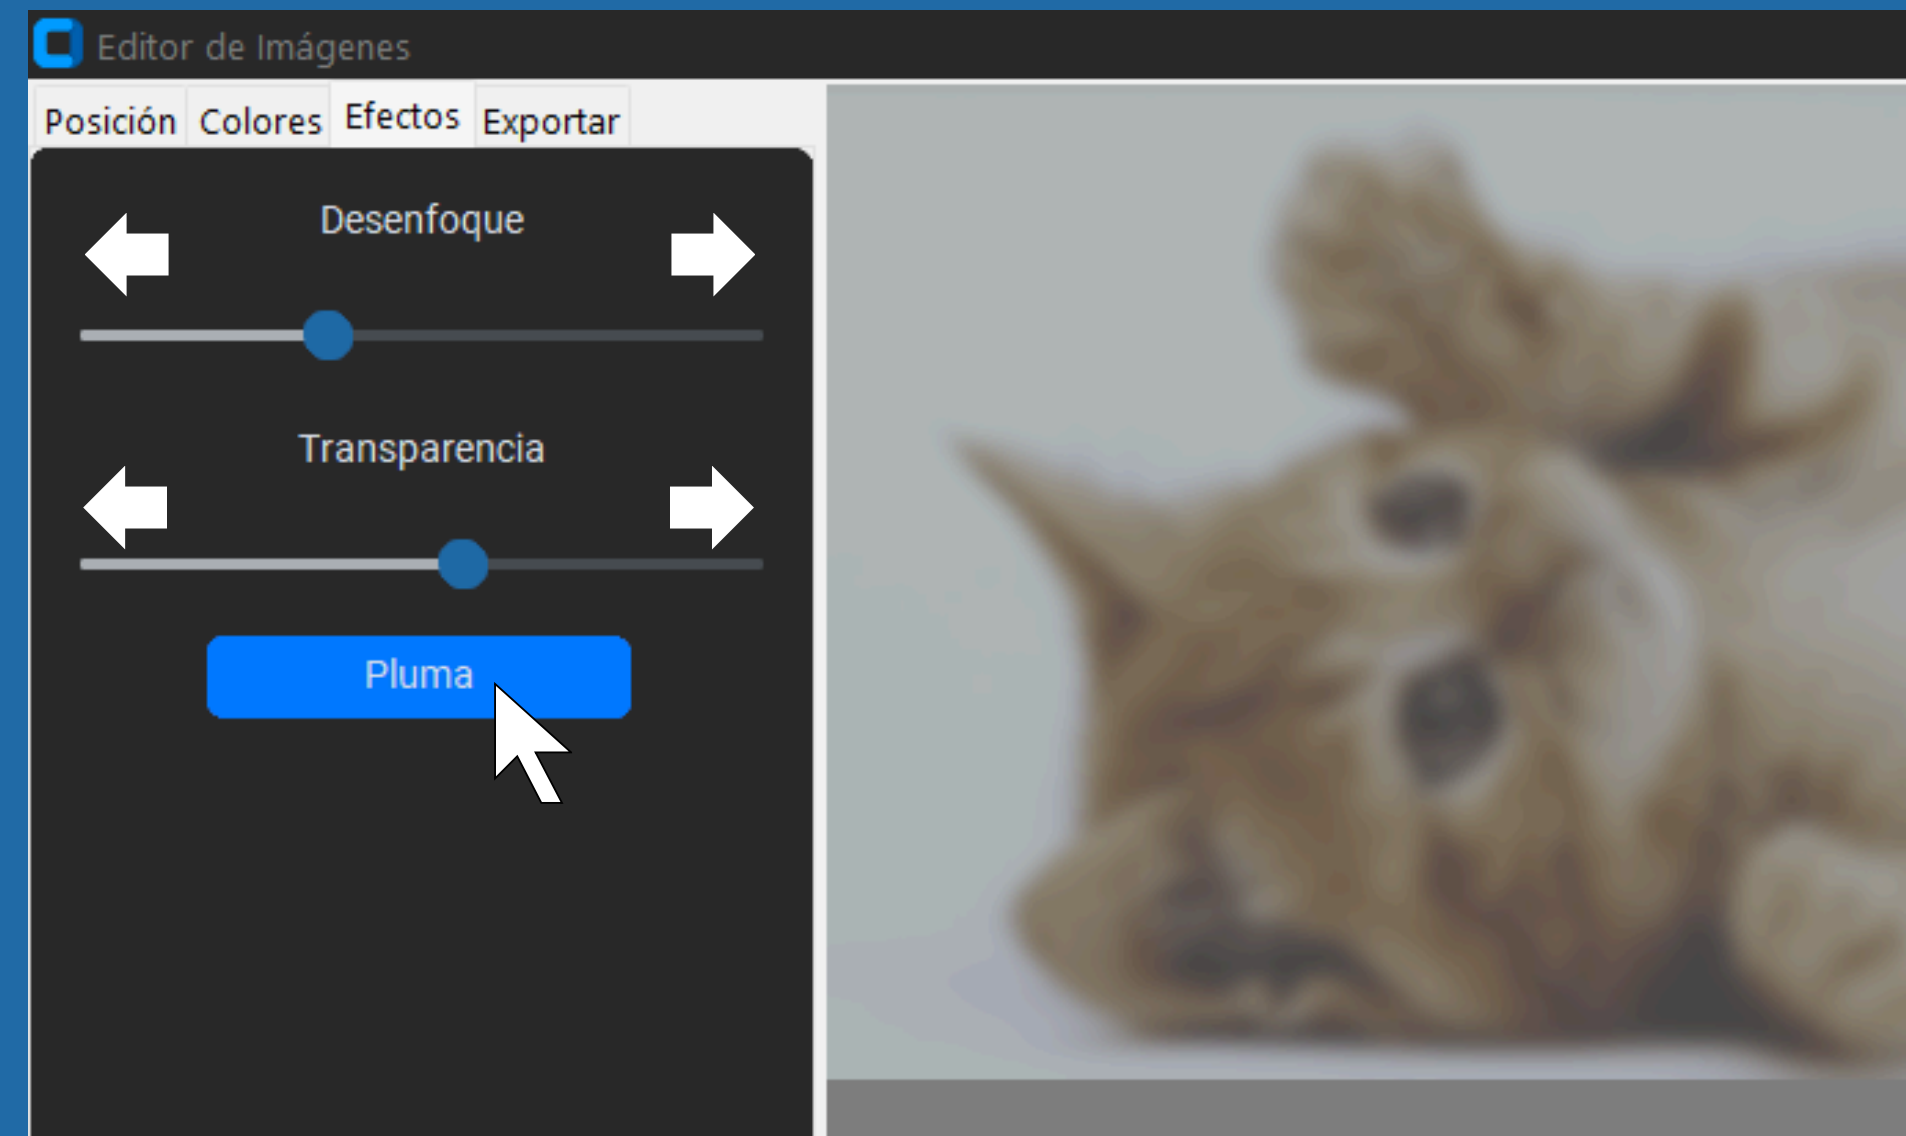 Editor de Imágenes
Posición Colores Efectos Exportar
Desenfoque
Transparencia
Pluma